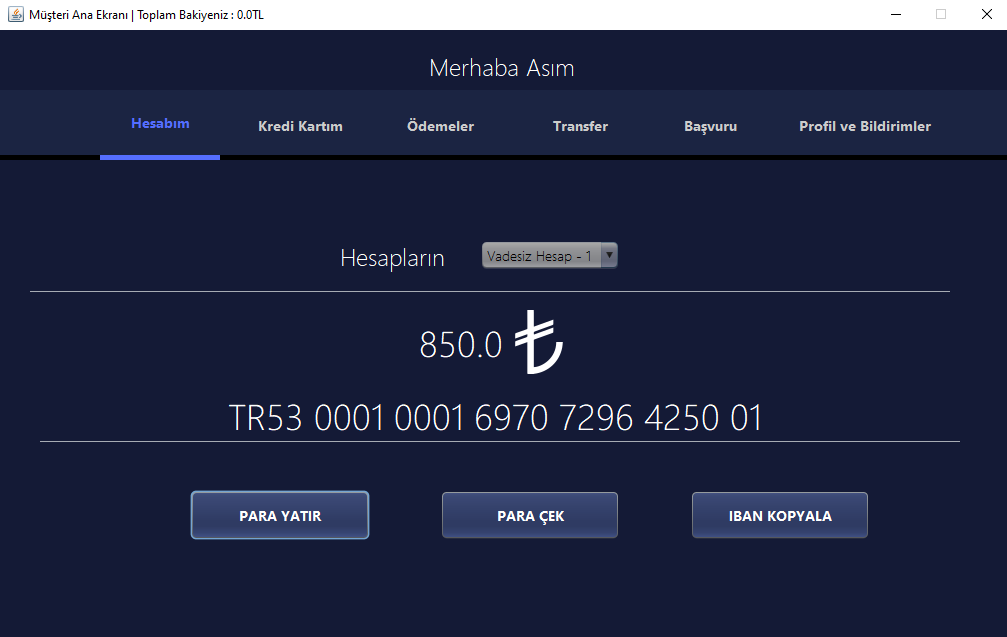 Müşteri Ana Ekranı | Toplam Bakiyeniz : 0.0TL
Merhaba Asım
Hesabım Kredi Kartım Ödemeler Transfer Başvuru Profil ve Bildirimler
Hesapların Vadesiz Hesap - 1
850.0 ₺
TR53 0001 0001 6970 7296 4250 01
PARA YATIR PARA ÇEK IBAN KOPYALA